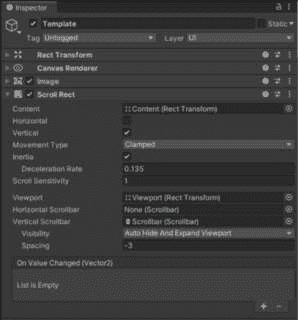 Inspector
Template
Static
Tag Untagged Layer UI
Rect Transform
Canvas Renderer
Image
Scroll Rect
Content Content (Rect Transform)
Horizontal
Vertical
Movement Type Clamped
Inertia
Deceleration Rate 0.135
Scroll Sensitivity 1
Viewport Viewport (Rect Transform)
Horizontal Scrollbar None (Scrollbar)
Vertical Scrollbar Scrollbar (Scrollbar)
Visibility Auto Hide And Expand Viewport
Spacing -3
On Value Changed (Vector2)
List is Empty